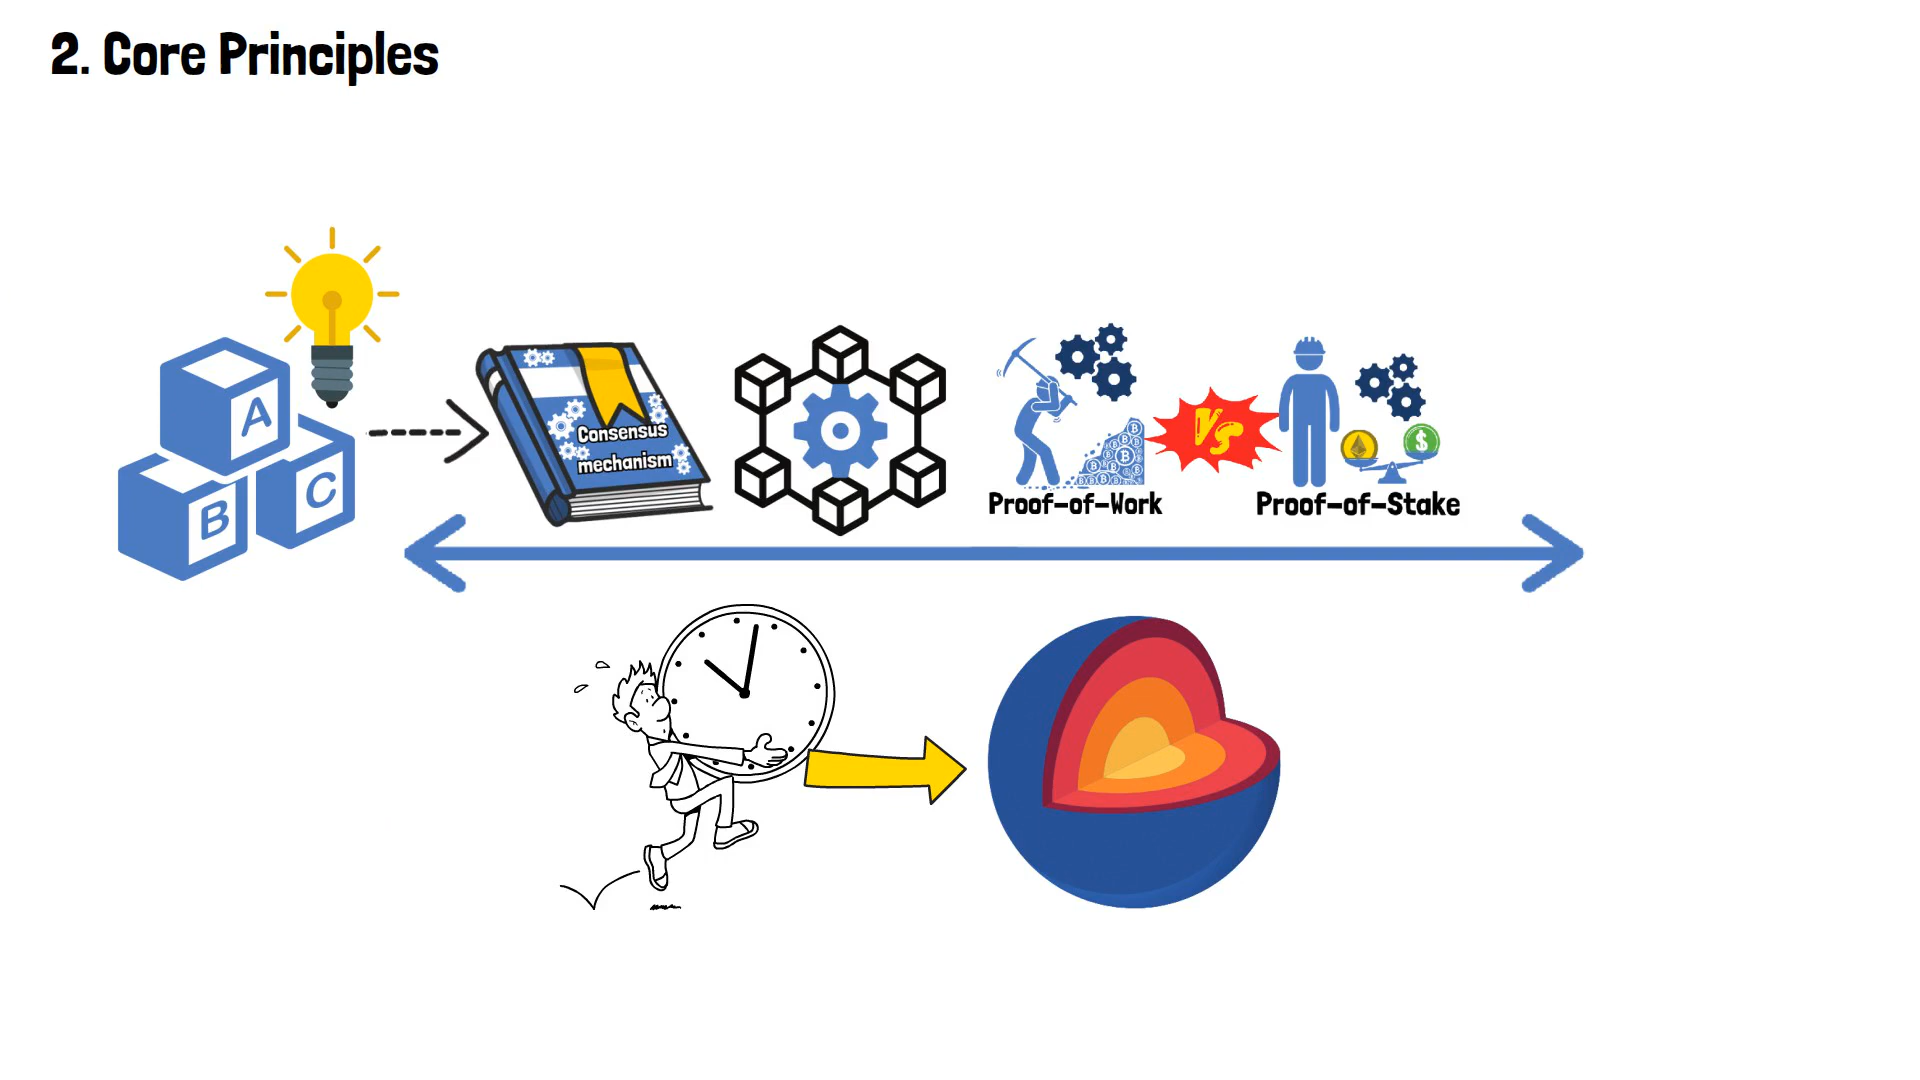 2. Core Principles
A
B
C
Consensus
mechanism
VS
Proof-of-Work
Proof-of-Stake